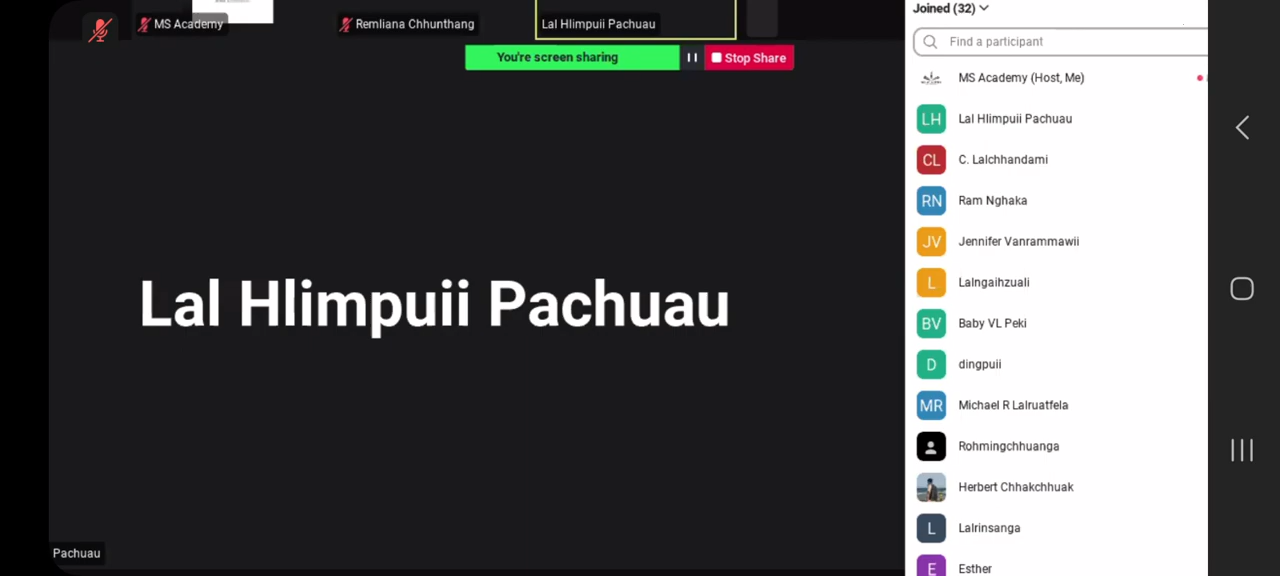 MS Academy
Remliana Chhunthang
Lal Hlimpuii Pachuau
You're screen sharing
Stop Share
Lal Hlimpuii Pachuau
Pachuau
Joined (32)
Find a participant
MS Academy (Host, Me)
LH Lal Hlimpuii Pachuau
CL C. Lalchhandami
RN Ram Nghaka
JV Jennifer Vanrammawii
L Lalngaihzuali
BV Baby VL Peki
D dingpuii
MR Michael R Lalruatfela
Rohmingchhuanga
Herbert Chhakchhuak
L Lalrinsanga
E Esther